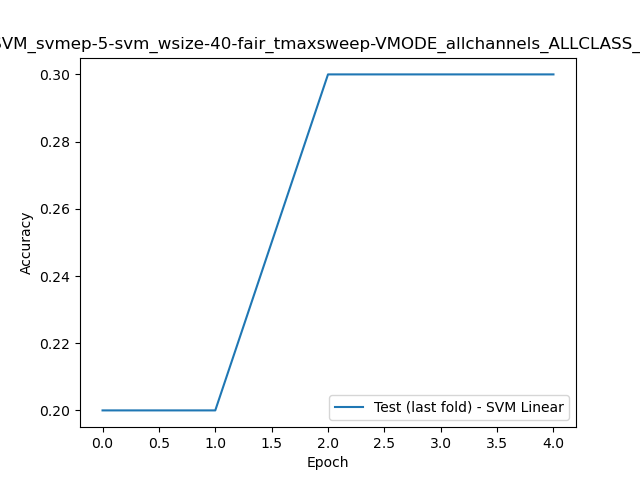 SVM_svmep-5-svm_wsize-40-fair_tmaxsweep-VMODE_allchannels_ALLCLASS_
0.30
0.28
0.26
0.24
0.22
0.20
Accuracy
Test (last fold) - SVM Linear
0.0 0.5 1.0 1.5 2.0 2.5 3.0 3.5 4.0
Epoch